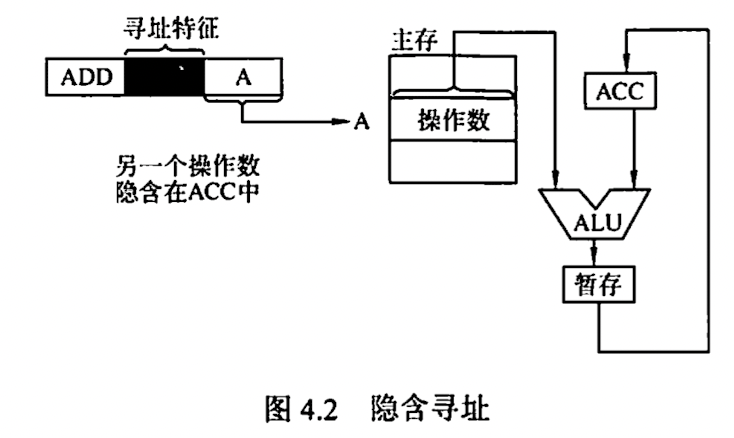 寻址特征
ADD
A
A
另一个操作数
隐含在ACC中
主存
操作数
ACC
ALU
暂存
图 4.2 隐含寻址